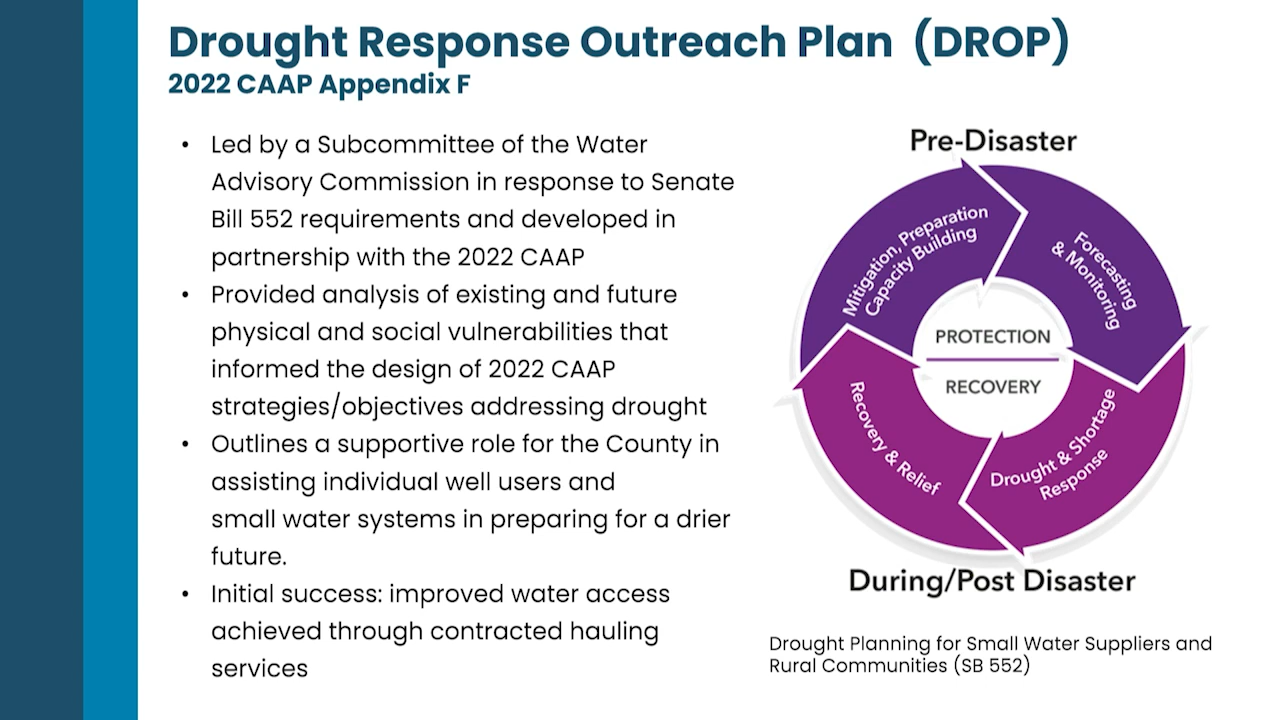 Drought Response Outreach Plan (DROP)
2022 CAAP Appendix F
• Led by a Subcommittee of the Water
Advisory Commission in response to Senate
Bill 552 requirements and developed in
partnership with the 2022 CAAP
• Provided analysis of existing and future
physical and social vulnerabilities that
informed the design of 2022 CAAP
strategies/objectives addressing drought
• Outlines a supportive role for the County in
assisting individual well users and
small water systems in preparing for a drier
future.
• Initial success: improved water access
achieved through contracted hauling
services
Pre-Disaster
Mitigation, Preparation
Capacity Building
Forecasting
& Monitoring
PROTECTION
RECOVERY
Recovery & Relief
Drought & Shortage
Response
During/Post Disaster
Drought Planning for Small Water Suppliers and
Rural Communities (SB 552)